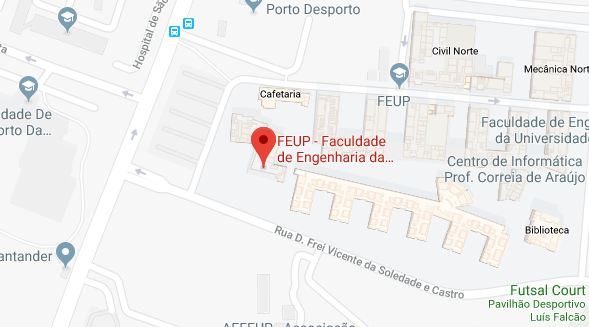 Porto Desporto
Hospital de São
Civil Norte
Mecânica Nort
Cafetaria
FEUP
Faculdade de Eng
da Universidade
dade De
orto Da…
FEUP - Faculdade
de Engenharia da…
Centro de Informática
Prof. Correia de Araújo
Biblioteca
Rua D. Frei Vicente da Soledade e Castro
antander
Futsal Court
Pavilhão Desportivo
Luís Falcão
AEFEUP - Associação